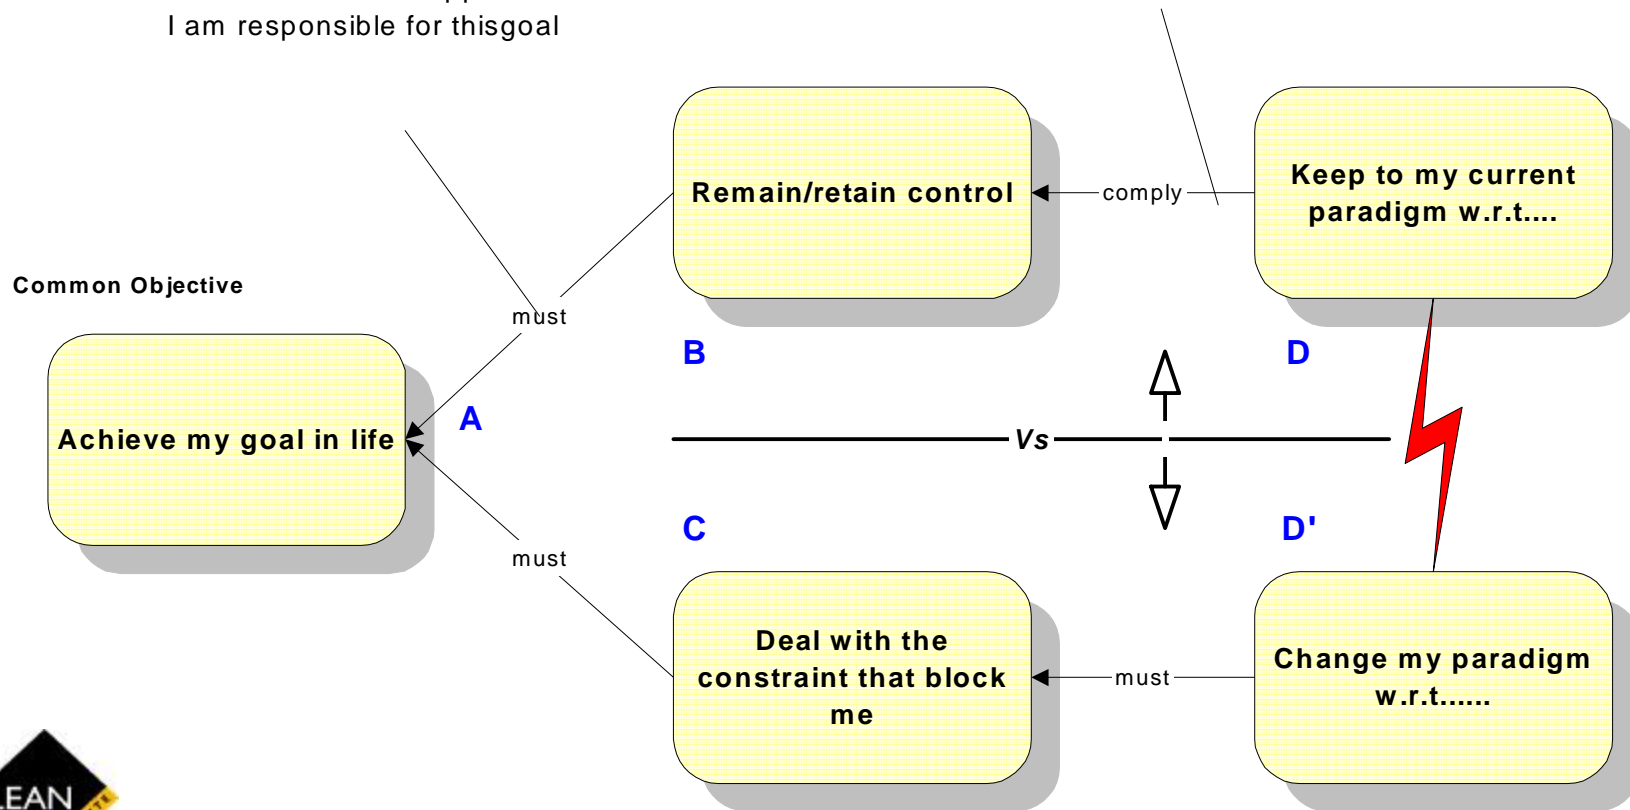 I am responsible for thisgoal
Remain/retain control
comply
Keep to my current
paradigm w.r.t....
Common Objective
must
B
D
Achieve my goal in life
A
Vs
C
D'
must
Deal with the
constraint that block
me
must
Change my paradigm
w.r.t......